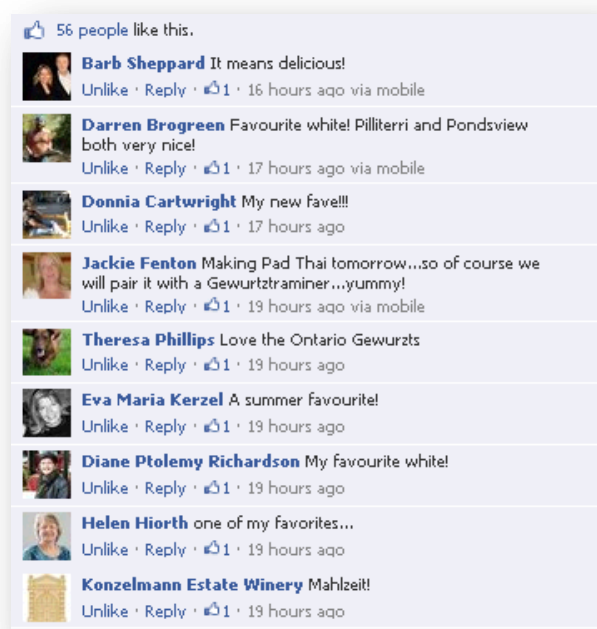 56 people like this.
Barb Sheppard It means delicious!
Unlike · Reply · 1 · 16 hours ago via mobile
Darren Brogreen Favourite white! Pilliterri and Pondsview
both very nice!
Unlike · Reply · 1 · 17 hours ago via mobile
Donnia Cartwright My new fave!!!
Unlike · Reply · 1 · 17 hours ago
Jackie Fenton Making Pad Thai tomorrow...so of course we
will pair it with a Gewurtztraminer...yummy!
Unlike · Reply · 1 · 19 hours ago via mobile
Theresa Phillips Love the Ontario Gewurzts
Unlike · Reply · 1 · 19 hours ago
Eva Maria Kerzel A summer favourite!
Unlike · Reply · 1 · 19 hours ago
Diane Ptolemy Richardson My favourite white!
Unlike · Reply · 1 · 19 hours ago
Helen Hiorth one of my favorites...
Unlike · Reply · 1 · 19 hours ago
Konzelmann Estate Winery Mahlzeit!
Unlike · Reply · 1 · 19 hours ago